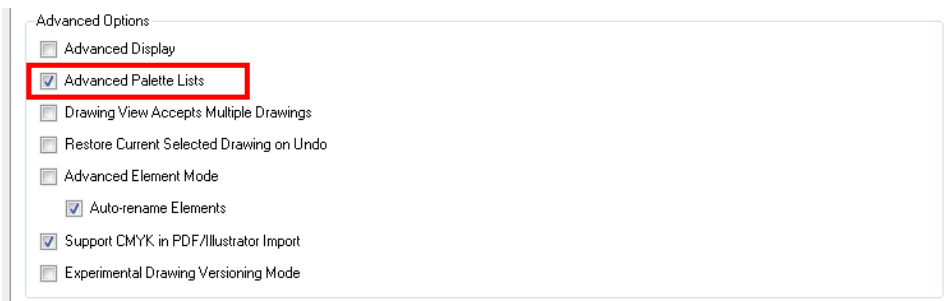 Advanced Options
Advanced Display
Advanced Palette Lists
Drawing View Accepts Multiple Drawings
Restore Current Selected Drawing on Undo
Advanced Element Mode
Auto-rename Elements
Support CMYK in PDF/Illustrator Import
Experimental Drawing Versioning Mode